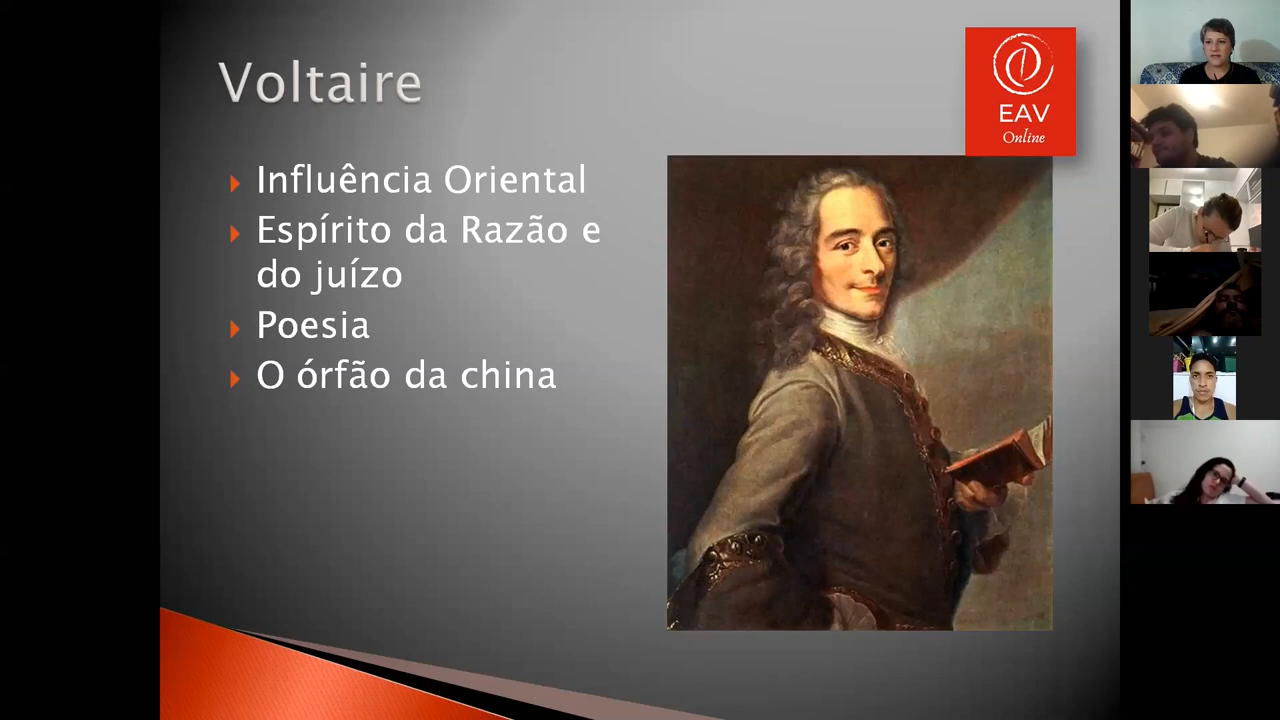 Voltaire
EAV
Online
Influência Oriental
Espírito da Razão e
do juízo
Poesia
O órfão da china